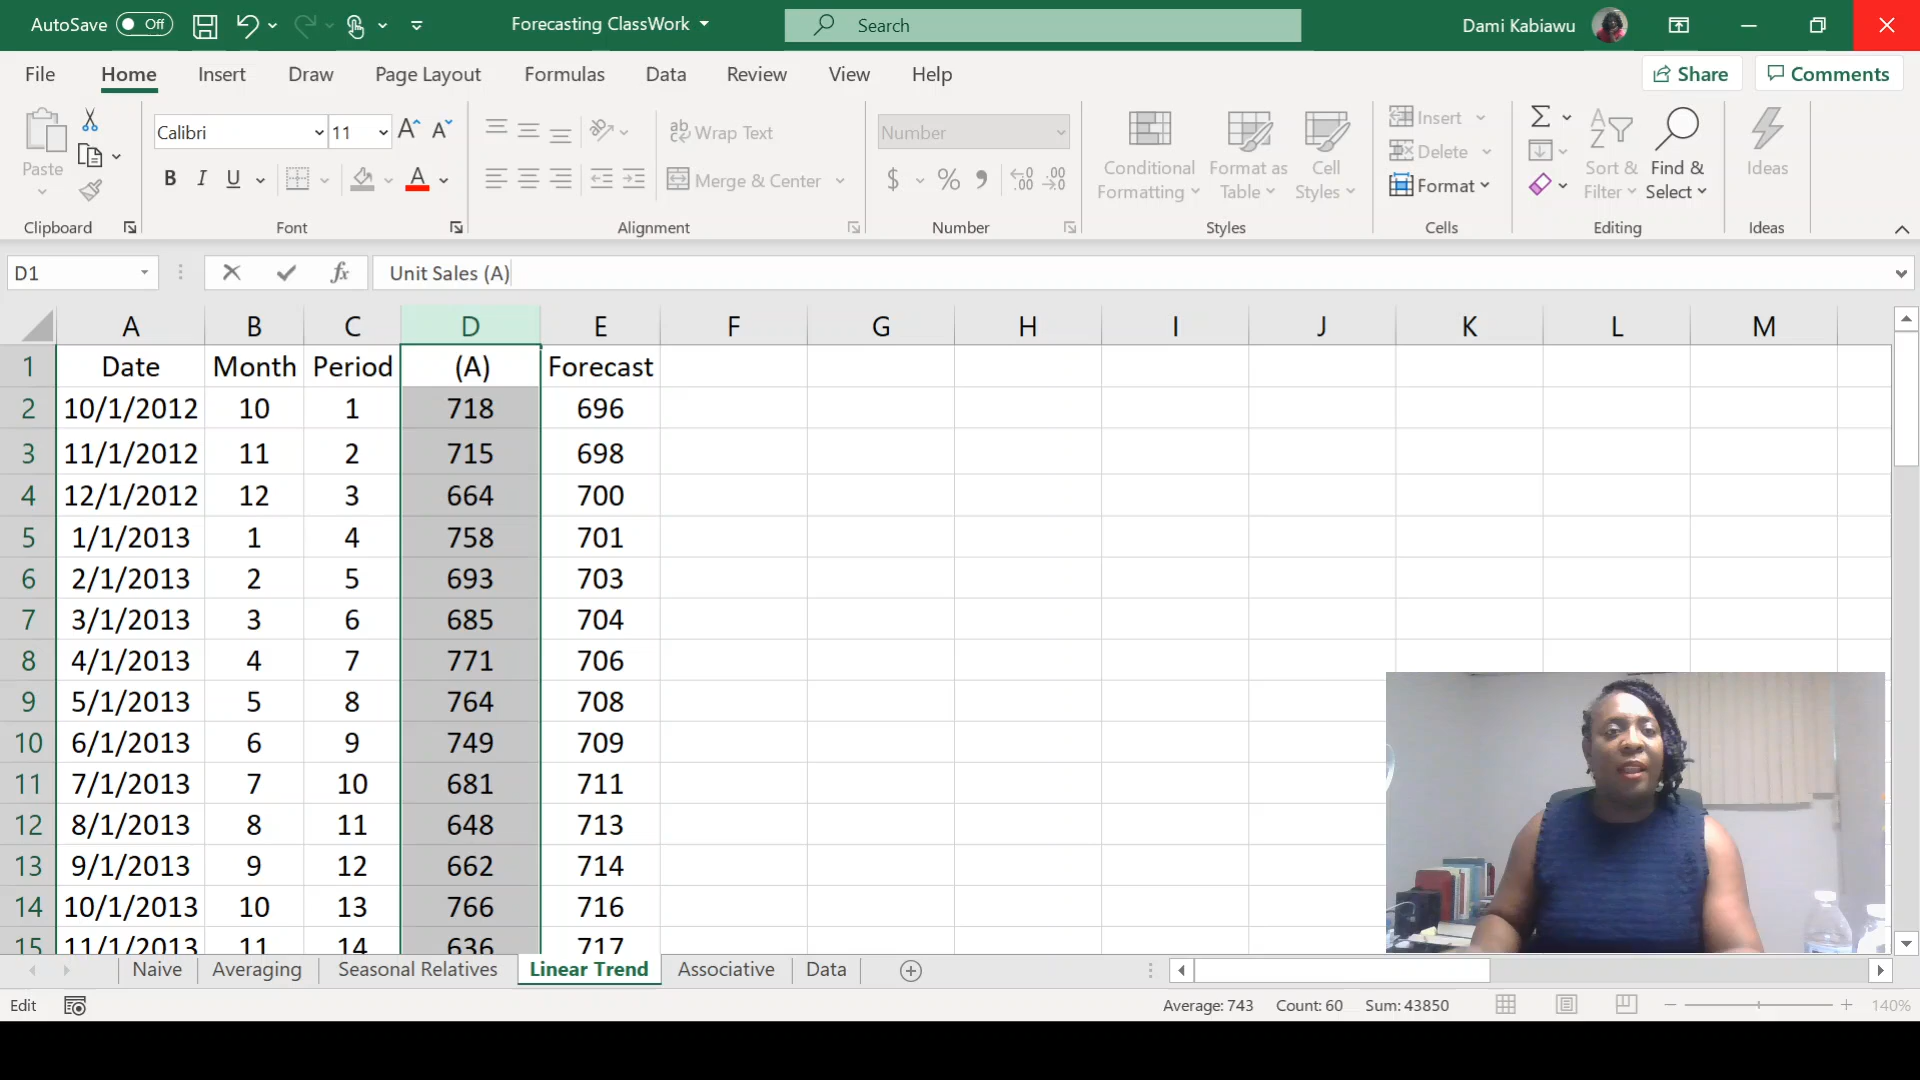 AutoSave Off Forecasting ClassWork Search Dami Kabiawu
File Home Insert Draw Page Layout Formulas Data Review View Help Share Comments
Paste Calibri 11 Wrap Text Number Conditional Formatting Format as Table Cell Styles Insert Sort & Filter Find & Select Ideas
B I U Merge & Center $ % Delete
Format
Clipboard Font Alignment Number Styles Cells Editing Ideas
D1 fx Unit Sales (A)
A B C D E F G H I J K L M
1 Date Month Period (A) Forecast
2 10/1/2012 10 1 718 696
3 11/1/2012 11 2 715 698
4 12/1/2012 12 3 664 700
5 1/1/2013 1 4 758 701
6 2/1/2013 2 5 693 703
7 3/1/2013 3 6 685 704
8 4/1/2013 4 7 771 706
9 5/1/2013 5 8 764 708
10 6/1/2013 6 9 749 709
11 7/1/2013 7 10 681 711
12 8/1/2013 8 11 648 713
13 9/1/2013 9 12 662 714
14 10/1/2013 10 13 766 716
15 11/1/2013 11 14 636 717
Naive Averaging Seasonal Relatives Linear Trend Associative Data
Edit Average: 743 Count: 60 Sum: 43850 140%